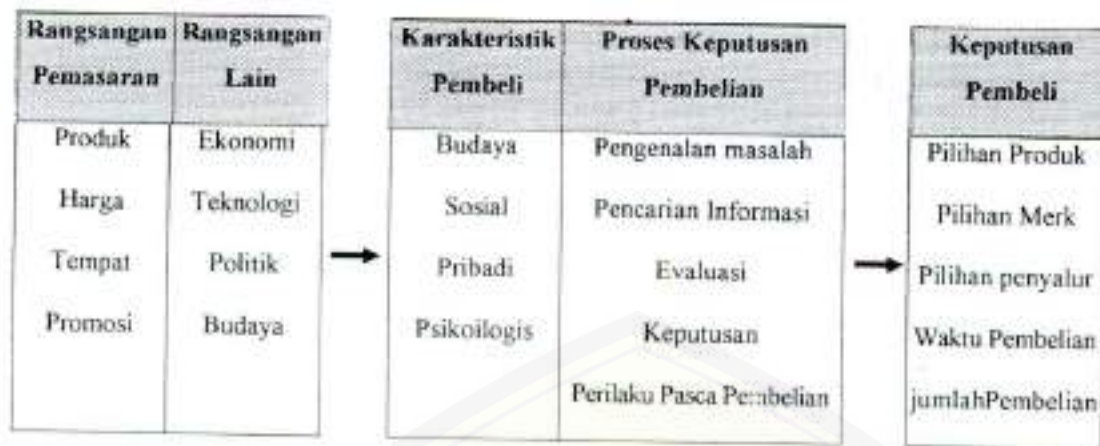 Rangsangan Pemasaran
Rangsangan Lain
Produk
Ekonomi
Harga
Teknologi
Tempat
Politik
Promosi
Budaya
Karakteristik Pembeli
Proses Keputusan Pembelian
Budaya
Pengenalan masalah
Sosial
Pencarian Informasi
Pribadi
Evaluasi
Psikoilogis
Keputusan
Perilaku Pasca Pembelian
Keputusan Pembeli
Pilihan Produk
Pilihan Merk
Pilihan penyalur
Waktu Pembelian
jumlahPembelian